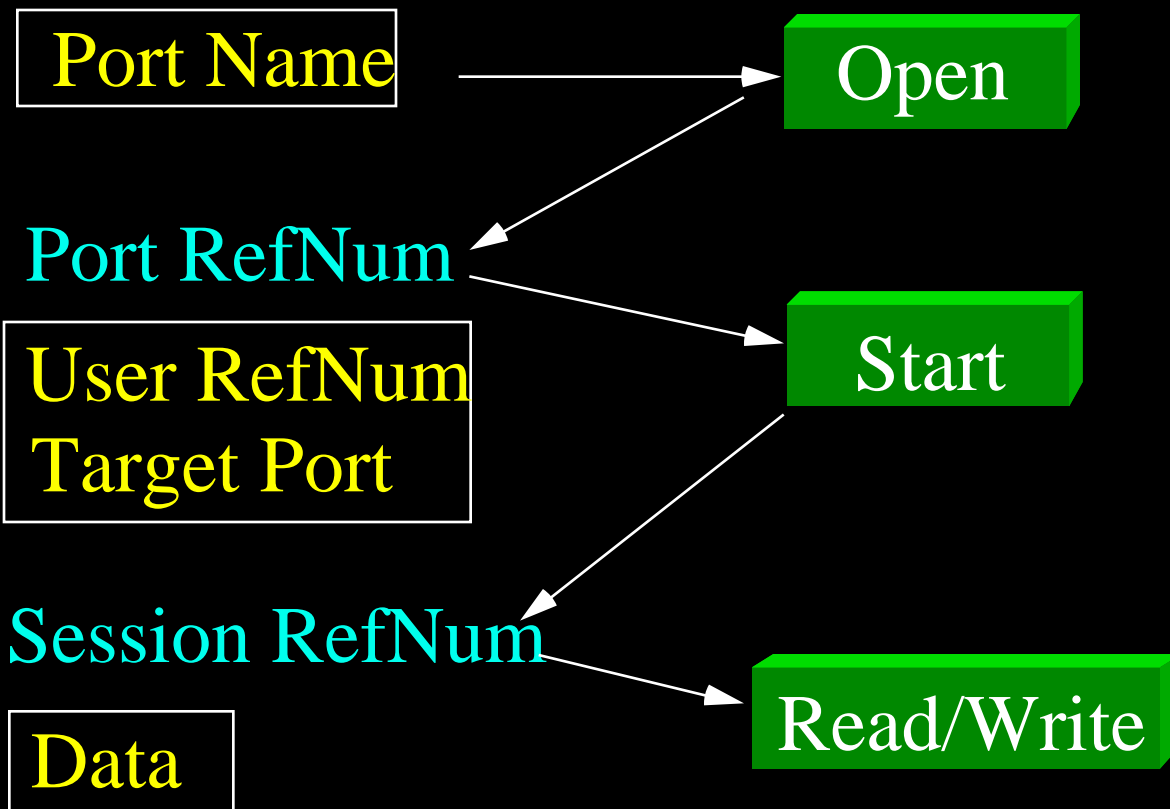 Port Name
Open
Port RefNum
User RefNum
Target Port
Start
Session RefNum
Read/Write
Data